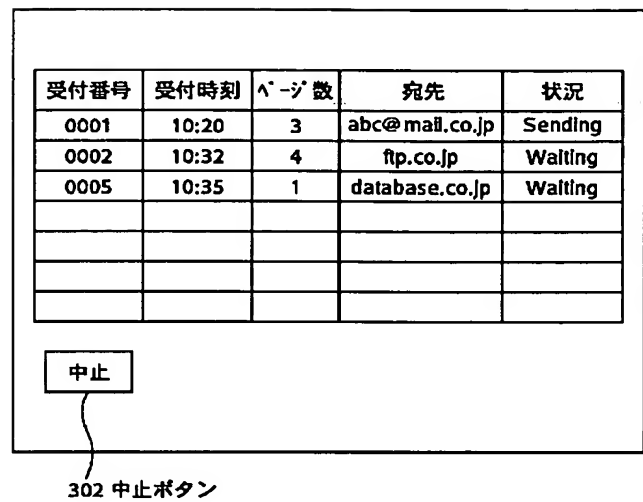 受付番号 受付時刻 ページ数 宛先 状況
0001 10:20 3 abc@mail.co.jp Sending
0002 10:32 4 ftp.co.jp Waiting
0005 10:35 1 database.co.jp Waiting
中止
302 中止ボタン